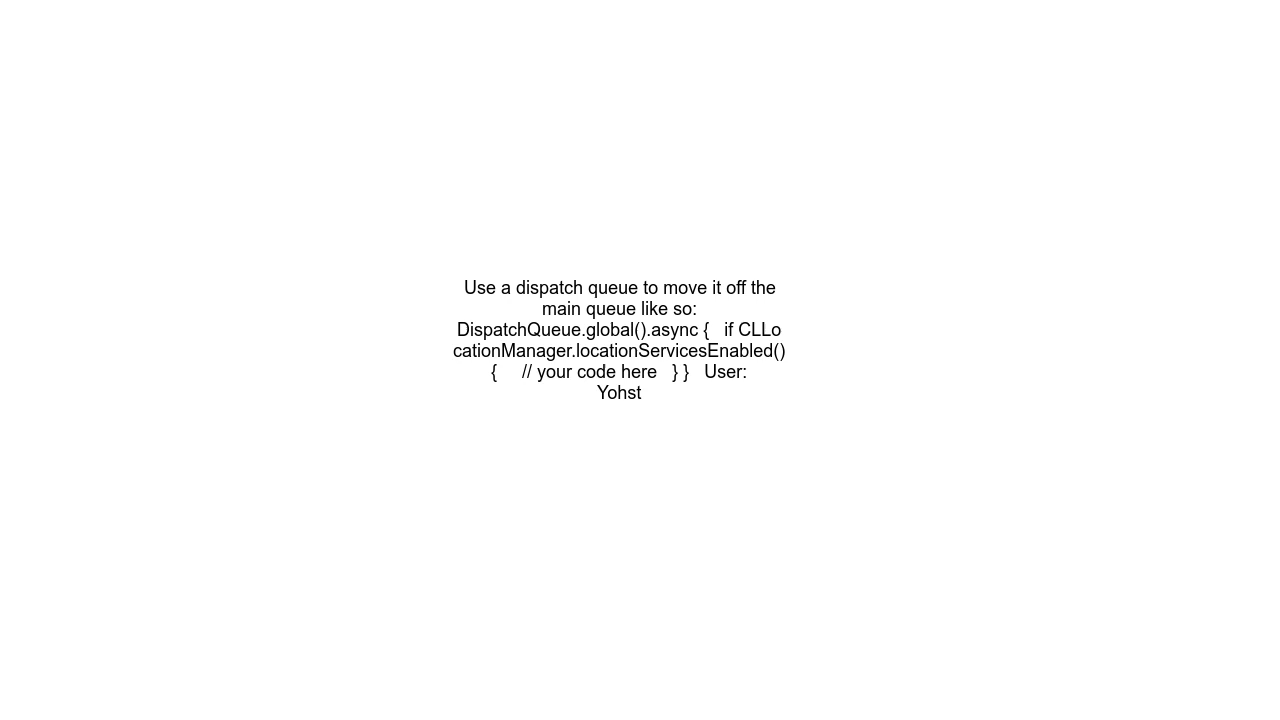 Use a dispatch queue to move it off the
main queue like so:
DispatchQueue.global().async {   if CLLo
cationManager.locationServicesEnabled()
{     // your code here   } }   User:
Yohst